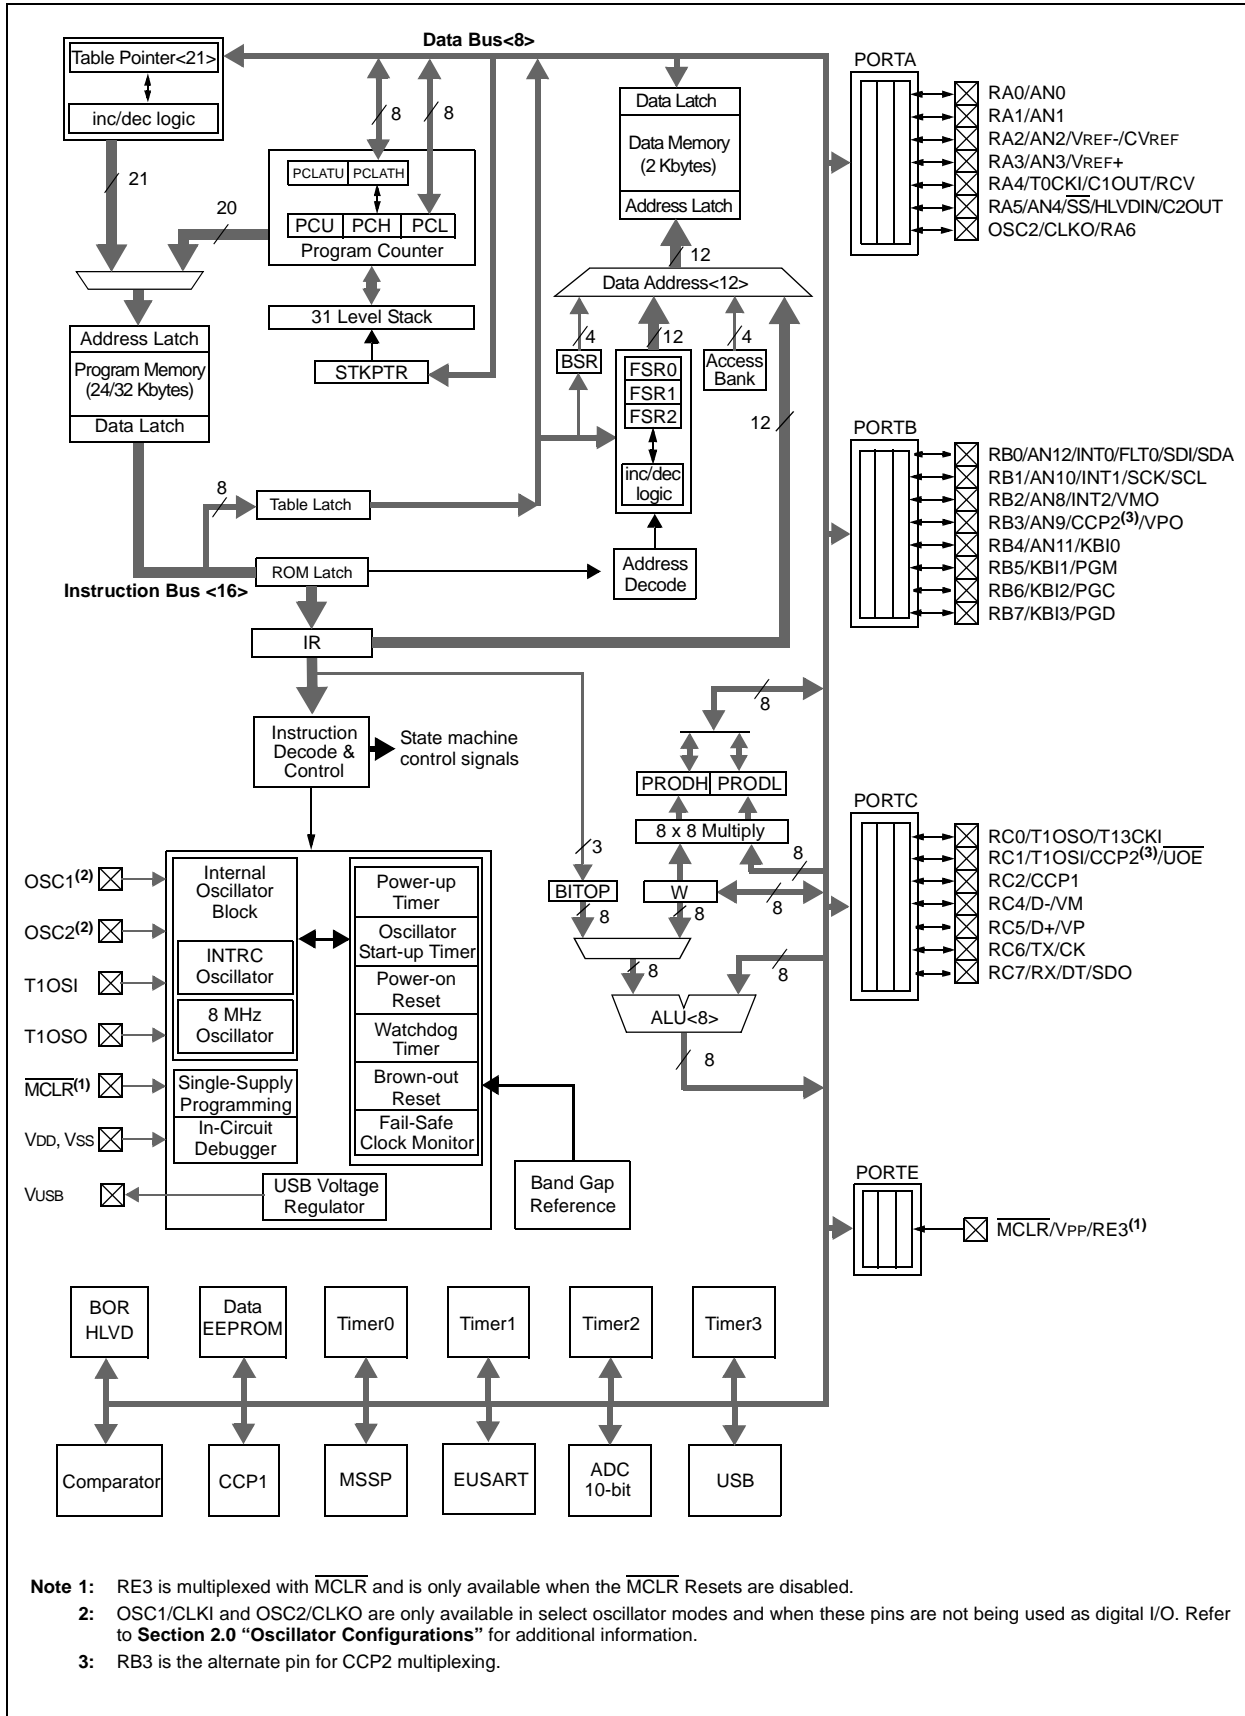 Data Bus<8>
Table Pointer<21>
inc/dec logic
21
20
8
8
PCLATU PCLATH
PCU PCH PCL
Program Counter
31 Level Stack
STKPTR
Address Latch
Program Memory
(24/32 Kbytes)
Data Latch
8
Table Latch
ROM Latch
Instruction Bus <16>
IR
Data Latch
Data Memory
(2 Kbytes)
Address Latch
12
Data Address<12>
4
12
4
BSR
FSR0
FSR1
FSR2
inc/dec
logic
Access
Bank
12
Address
Decode
Instruction
Decode &
Control
State machine
control signals
8
PRODH PRODL
8 x 8 Multiply
3
8
BITOP
W
8
8
8
8
8
ALU<8>
8
OSC1(2)
OSC2(2)
T1OSI
T1OSO
MCLR(1)
VDD, VSS
VUSB
Internal
Oscillator
Block
INTRC
Oscillator
8 MHz
Oscillator
Single-Supply
Programming
In-Circuit
Debugger
Power-up
Timer
Oscillator
Start-up Timer
Power-on
Reset
Watchdog
Timer
Brown-out
Reset
Fail-Safe
Clock Monitor
USB Voltage
Regulator
Band Gap
Reference
PORTA
RA0/AN0
RA1/AN1
RA2/AN2/VREF-/CVREF
RA3/AN3/VREF+
RA4/T0CKI/C1OUT/RCV
RA5/AN4/SS/HLVDIN/C2OUT
OSC2/CLKO/RA6
PORTB
RB0/AN12/INT0/FLT0/SDI/SDA
RB1/AN10/INT1/SCK/SCL
RB2/AN8/INT2/VMO
RB3/AN9/CCP2(3)/VPO
RB4/AN11/KBI0
RB5/KBI1/PGM
RB6/KBI2/PGC
RB7/KBI3/PGD
PORTC
RC0/T1OSO/T13CKI
RC1/T1OSI/CCP2(3)/UOE
RC2/CCP1
RC4/D-/VM
RC5/D+/VP
RC6/TX/CK
RC7/RX/DT/SDO
PORTE
MCLR/VPP/RE3(1)
BOR
HLVD
Data
EEPROM
Timer0
Timer1
Timer2
Timer3
Comparator
CCP1
MSSP
EUSART
ADC
10-bit
USB
Note 1: RE3 is multiplexed with MCLR and is only available when the MCLR Resets are disabled.
2: OSC1/CLKI and OSC2/CLKO are only available in select oscillator modes and when these pins are not being used as digital I/O. Refer
to Section 2.0 “Oscillator Configurations” for additional information.
3: RB3 is the alternate pin for CCP2 multiplexing.